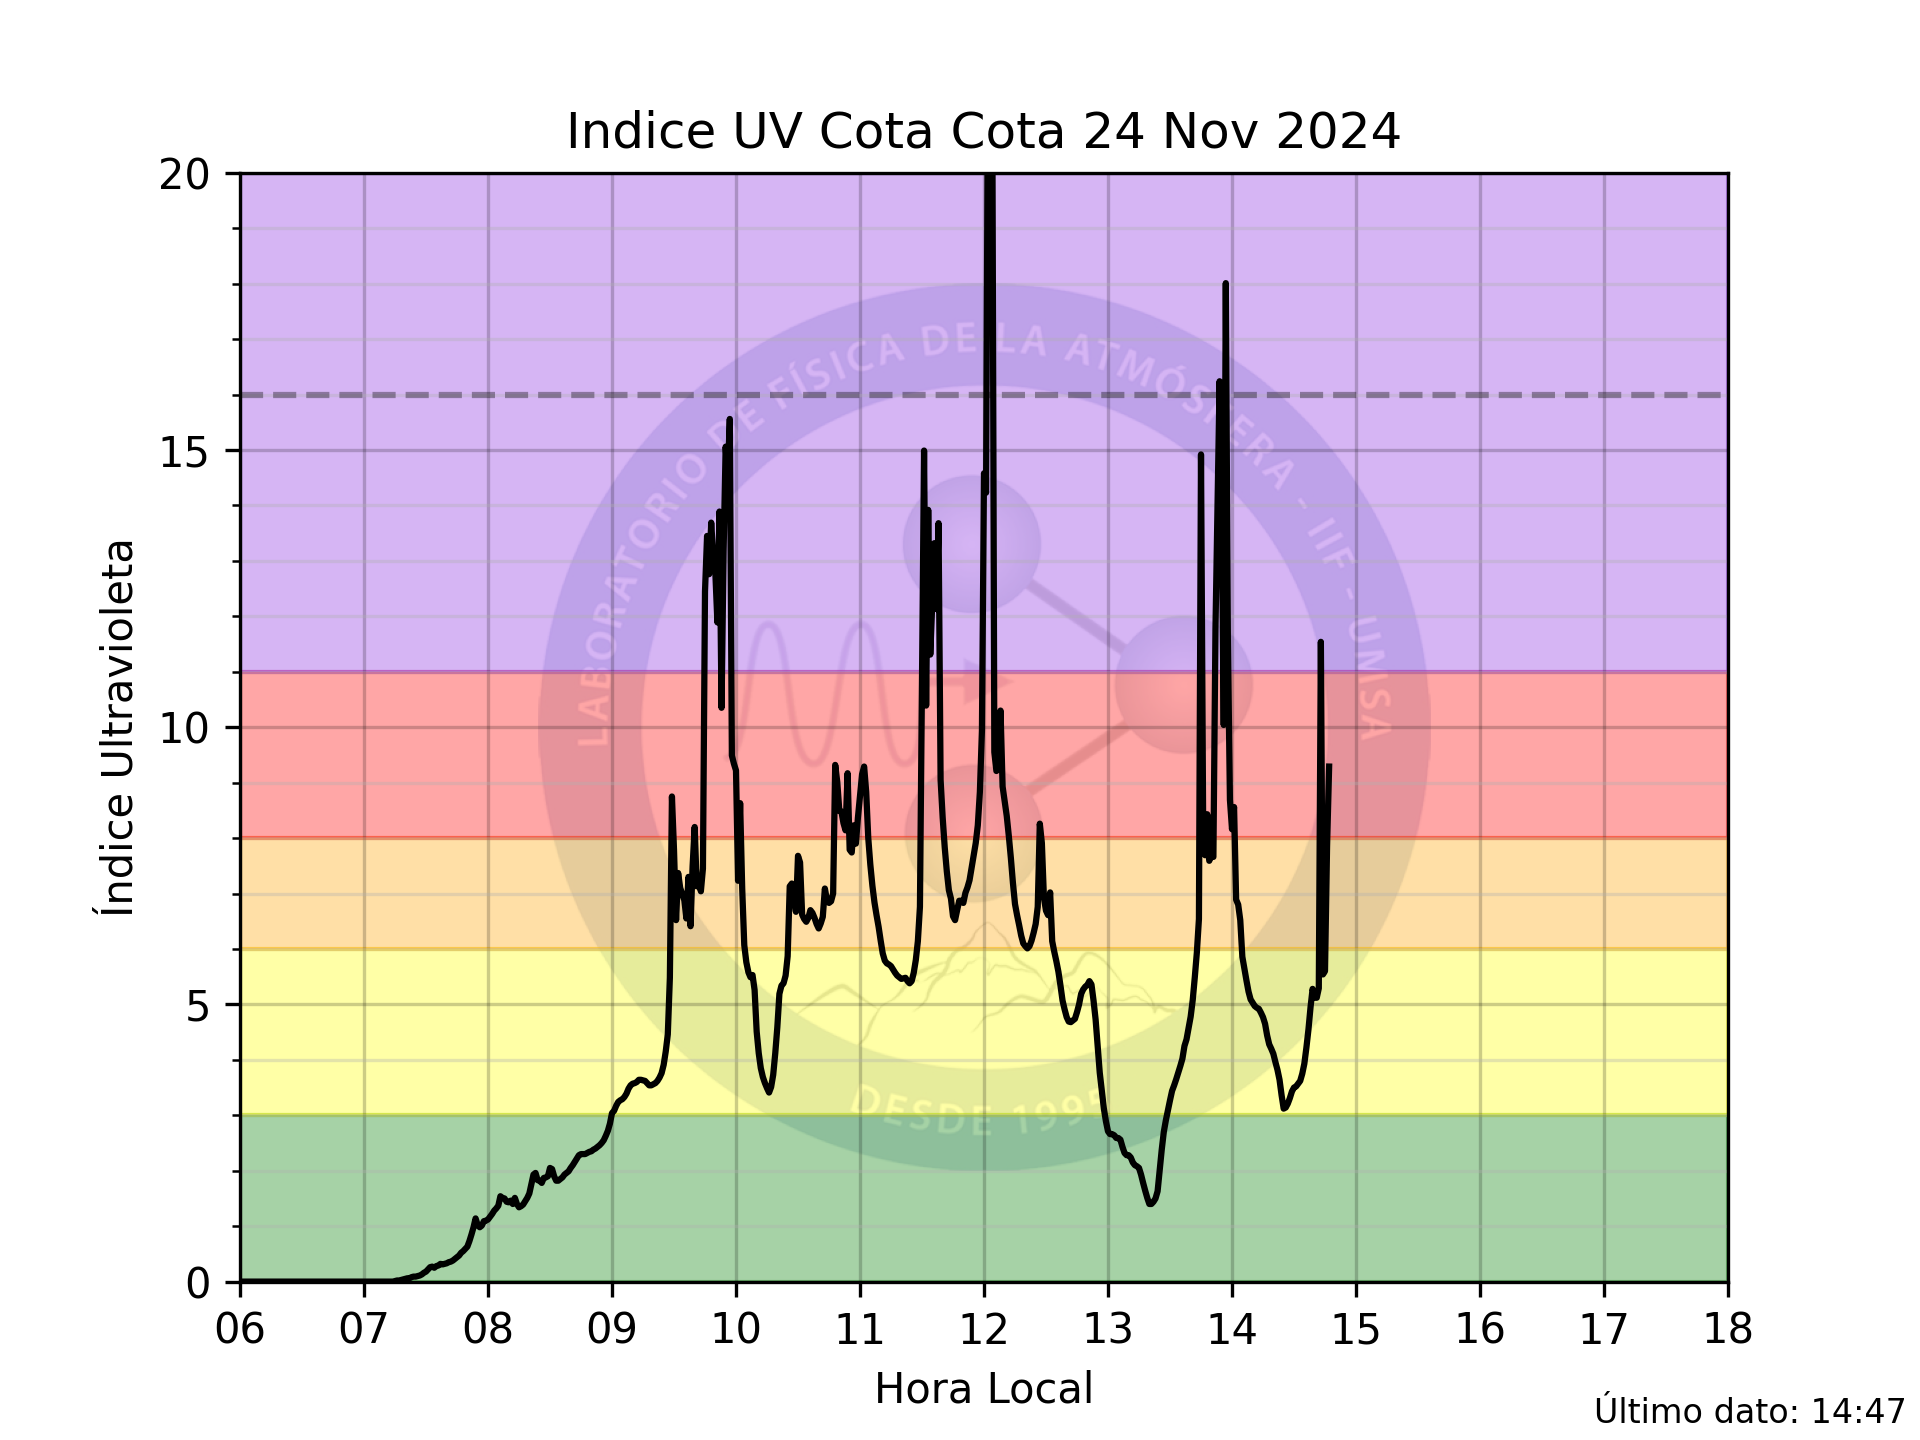 Indice UV Cota Cota 24 Nov 2024
20
15
10
5
0
Índice Ultravioleta
LABORATORIO DE FÍSICA DE LA ATMÓSFERA - IIF - UMSA
DESDE 1995
06 07 08 09 10 11 12 13 14 15 16 17 18
Hora Local
Último dato: 14:47